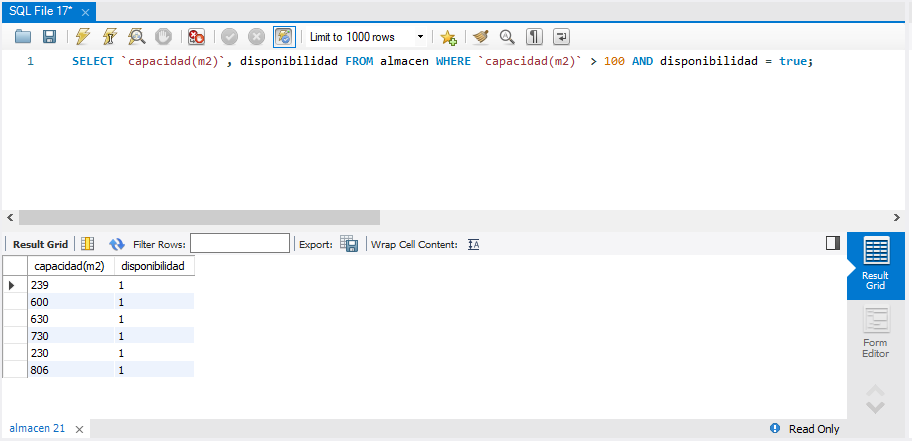 SQL File 17*
Limit to 1000 rows
1 SELECT `capacidad(m2)`, disponibilidad FROM almacen WHERE `capacidad(m2)` > 100 AND disponibilidad = true;
Result Grid Filter Rows: Export: Wrap Cell Content:
capacidad(m2) disponibilidad
239 1
600 1
630 1
730 1
230 1
806 1
Result
Grid
Form
Editor
almacen 21 Read Only